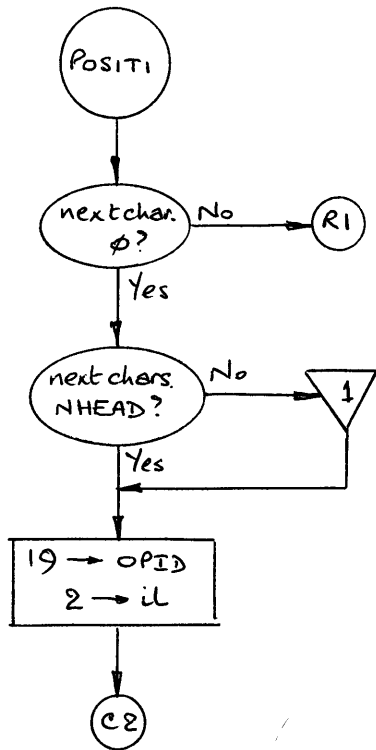 POSITI
next char.
ø?
No
R1
Yes
next chars.
NHEAD?
No
1
Yes
19 → OPID
2 → il
C2